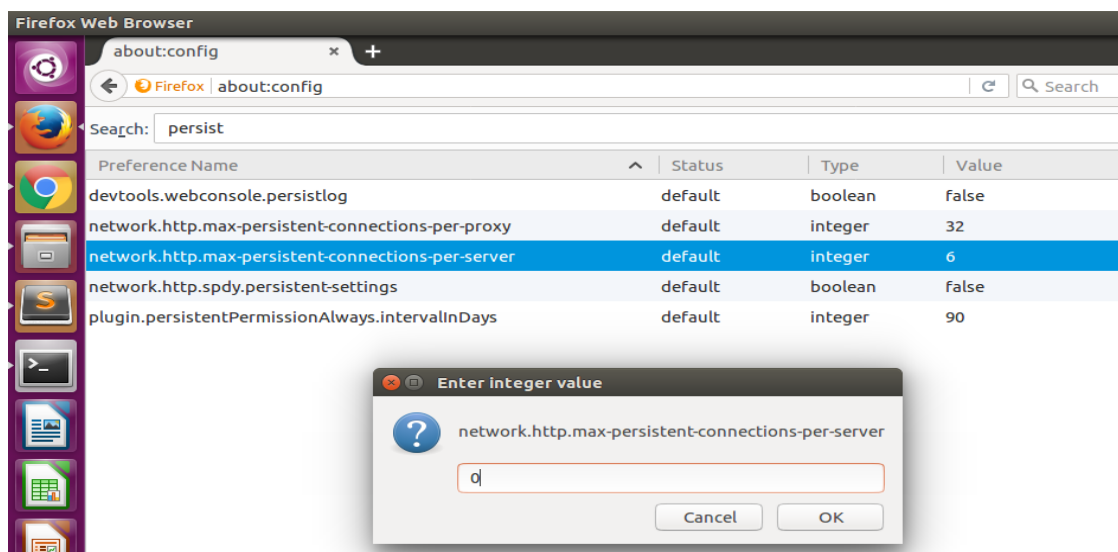 Firefox Web Browser
about:config × +
Firefox about:config Search
Search: persist
Preference Name Status Type Value
devtools.webconsole.persistlog default boolean false
network.http.max-persistent-connections-per-proxy default integer 32
network.http.max-persistent-connections-per-server default integer 6
network.http.spdy.persistent-settings default boolean false
plugin.persistentPermissionAlways.intervalInDays default integer 90
Enter integer value
network.http.max-persistent-connections-per-server
0
Cancel OK